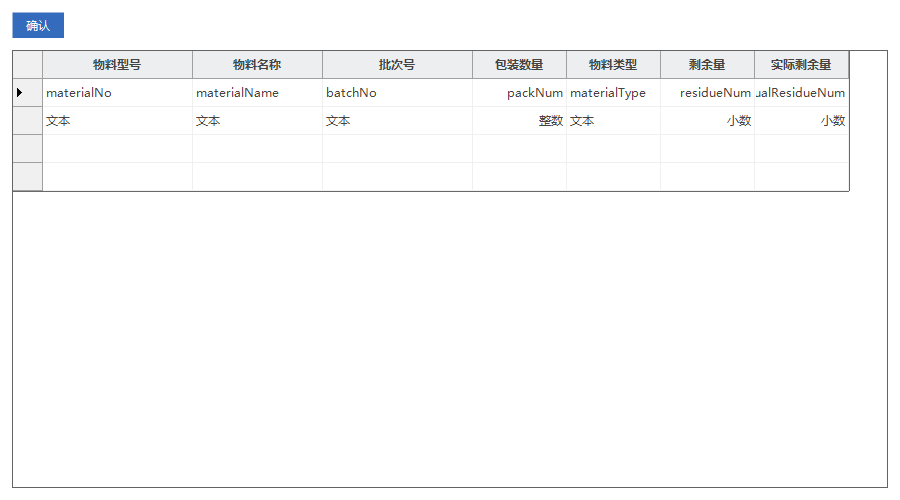 确认
物料型号 物料名称 批次号 包装数量 物料类型 剩余量 实际剩余量
materialNo materialName batchNo packNum materialType residueNum ualResidueNum
文本 文本 文本 整数 文本 小数 小数